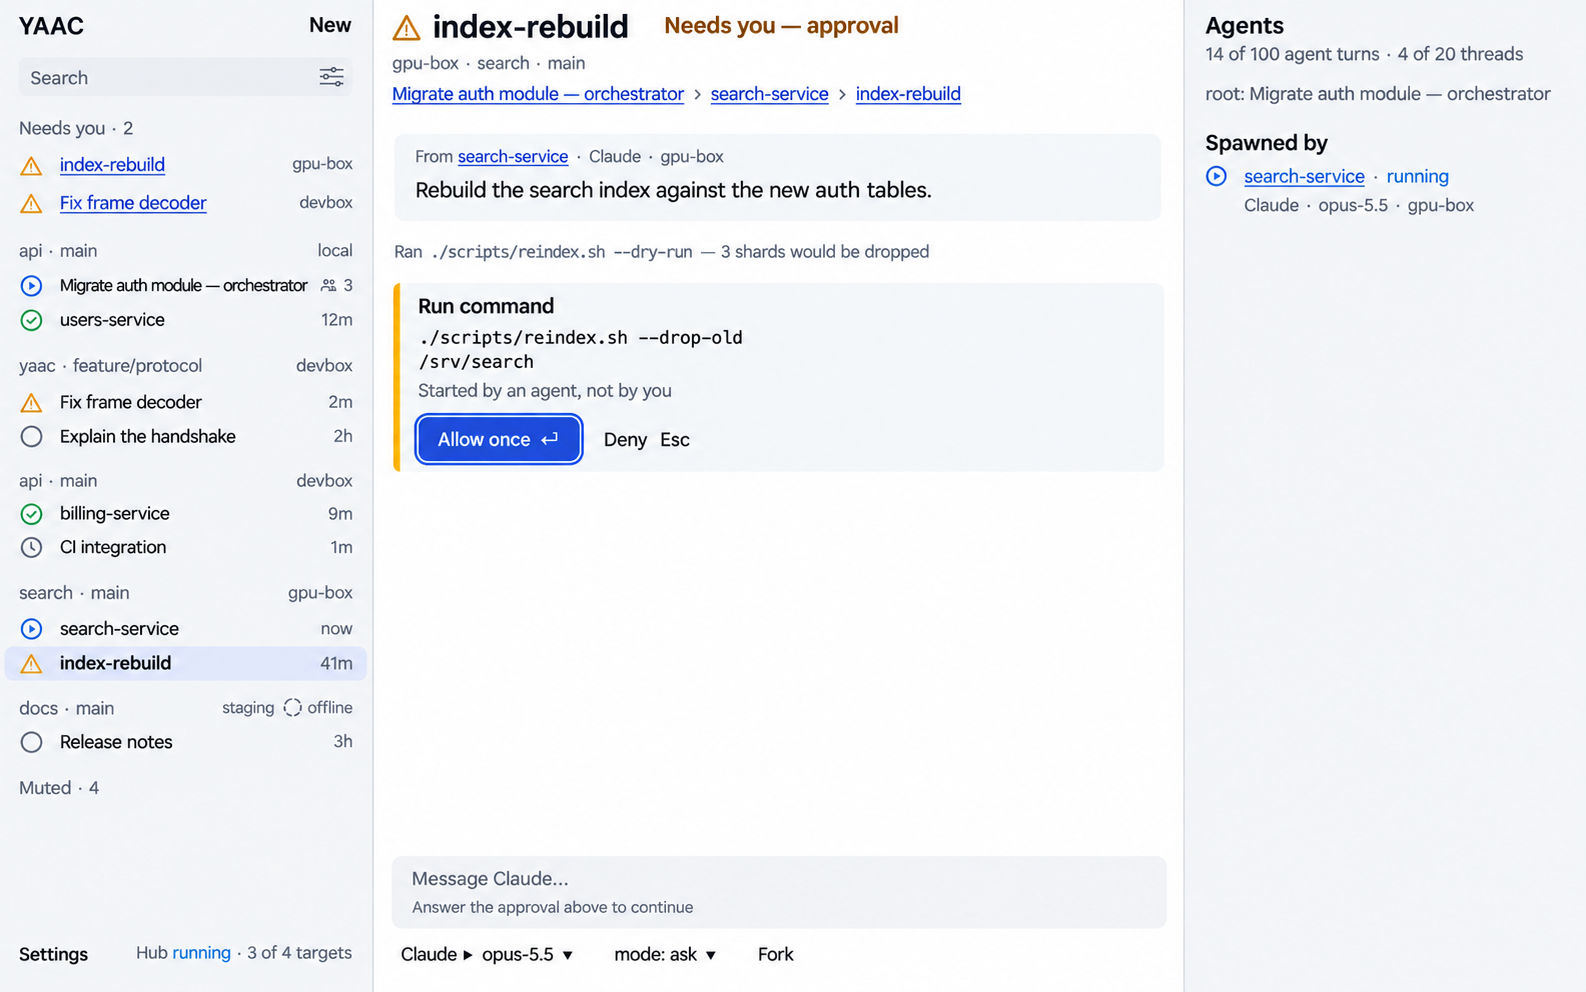 YAAC New
Search
Needs you · 2
index-rebuild gpu-box
Fix frame decoder devbox
api · main local
Migrate auth module — orchestrator 3
users-service 12m
yaac · feature/protocol devbox
Fix frame decoder 2m
Explain the handshake 2h
api · main devbox
billing-service 9m
CI integration 1m
search · main gpu-box
search-service now
index-rebuild 41m
docs · main staging offline
Release notes 3h
Muted · 4
Settings Hub running · 3 of 4 targets
index-rebuild Needs you — approval
gpu-box · search · main
Migrate auth module — orchestrator › search-service › index-rebuild
From search-service · Claude · gpu-box
Rebuild the search index against the new auth tables.
Ran ./scripts/reindex.sh --dry-run — 3 shards would be dropped
Run command
./scripts/reindex.sh --drop-old
/srv/search
Started by an agent, not by you
Allow once ↵ Deny Esc
Message Claude...
Answer the approval above to continue
Claude ▸ opus-5.5 ▾ mode: ask ▾ Fork
Agents
14 of 100 agent turns · 4 of 20 threads
root: Migrate auth module — orchestrator
Spawned by
search-service · running
Claude · opus-5.5 · gpu-box